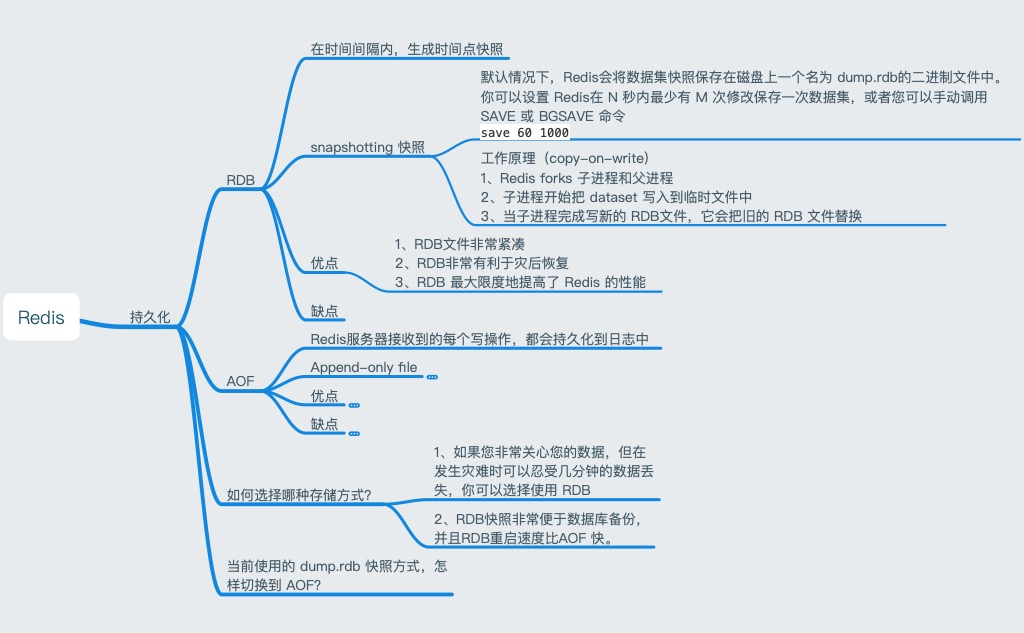 Redis
持久化
RDB
在时间间隔内，生成时间点快照
snapshotting 快照
默认情况下，Redis会将数据集快照保存在磁盘上一个名为 dump.rdb的二进制文件中。
你可以设置 Redis在 N 秒内最少有 M 次修改保存一次数据集，或者您可以手动调用
SAVE 或 BGSAVE 命令
save 60 1000
工作原理（copy-on-write）
1、Redis forks 子进程和父进程
2、子进程开始把 dataset 写入到临时文件中
3、当子进程完成写新的 RDB文件，它会把旧的 RDB 文件替换
优点
1、RDB文件非常紧凑
2、RDB非常有利于灾后恢复
3、RDB 最大限度地提高了 Redis 的性能
缺点
AOF
Redis服务器接收到的每个写操作，都会持久化到日志中
Append-only file
优点
缺点
如何选择哪种存储方式？
1、如果您非常关心您的数据，但在
发生灾难时可以忍受几分钟的数据丢
失，你可以选择使用 RDB
2、RDB快照非常便于数据库备份，
并且RDB重启速度比AOF 快。
当前使用的 dump.rdb 快照方式，怎
样切换到 AOF？